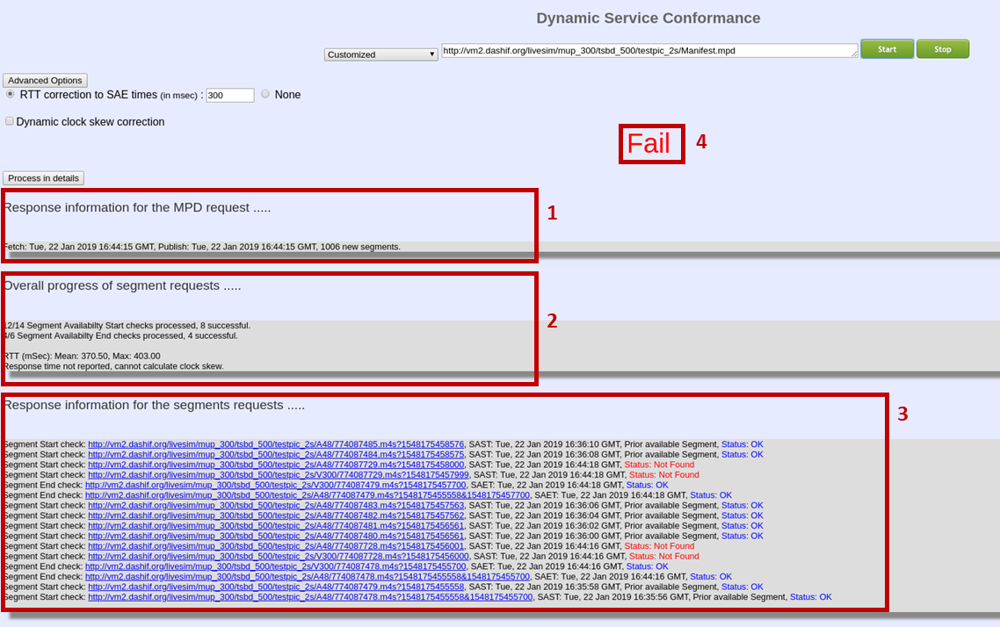 Dynamic Service Conformance
Customized http://vm2.dashif.org/livesim/mup_300/tsbd_500/testpic_2s/Manifest.mpd Start Stop
Advanced Options
RTT correction to SAE times (in msec) : 300 None
Dynamic clock skew correction
Fail 4
Process in details
Response information for the MPD request ..... 1
Fetch: Tue, 22 Jan 2019 16:44:15 GMT, Publish: Tue, 22 Jan 2019 16:44:15 GMT, 1006 new segments.
Overall progress of segment requests .....
2
12/14 Segment Availabilty Start checks processed, 8 successful.
4/6 Segment Availabilty End checks processed, 4 successful.
RTT (mSec): Mean: 370.50, Max: 403.00
Response time not reported, cannot calculate clock skew.
Response information for the segments requests ..... 3
Segment Start check: http://vm2.dashif.org/livesim/mup_300/tsbd_500/testpic_2s/A48/774087485.m4s?1548175458576, SAST: Tue, 22 Jan 2019 16:36:10 GMT, Prior available Segment, Status: OK
Segment Start check: http://vm2.dashif.org/livesim/mup_300/tsbd_500/testpic_2s/A48/774087484.m4s?1548175458575, SAST: Tue, 22 Jan 2019 16:36:08 GMT, Prior available Segment, Status: OK
Segment Start check: http://vm2.dashif.org/livesim/mup_300/tsbd_500/testpic_2s/A48/774087729.m4s?1548175458000, SAST: Tue, 22 Jan 2019 16:44:18 GMT, Status: Not Found
Segment Start check: http://vm2.dashif.org/livesim/mup_300/tsbd_500/testpic_2s/V300/774087729.m4s?1548175457999, SAST: Tue, 22 Jan 2019 16:44:18 GMT, Status: Not Found
Segment End check: http://vm2.dashif.org/livesim/mup_300/tsbd_500/testpic_2s/V300/774087479.m4s?1548175457700, SAET: Tue, 22 Jan 2019 16:44:18 GMT, Status: OK
Segment End check: http://vm2.dashif.org/livesim/mup_300/tsbd_500/testpic_2s/A48/774087479.m4s?1548175455558&1548175457700, SAET: Tue, 22 Jan 2019 16:44:18 GMT, Status: OK
Segment Start check: http://vm2.dashif.org/livesim/mup_300/tsbd_500/testpic_2s/A48/774087483.m4s?1548175457563, SAST: Tue, 22 Jan 2019 16:36:06 GMT, Prior available Segment, Status: OK
Segment Start check: http://vm2.dashif.org/livesim/mup_300/tsbd_500/testpic_2s/A48/774087482.m4s?1548175457562, SAST: Tue, 22 Jan 2019 16:36:04 GMT, Prior available Segment, Status: OK
Segment Start check: http://vm2.dashif.org/livesim/mup_300/tsbd_500/testpic_2s/A48/774087481.m4s?1548175456561, SAST: Tue, 22 Jan 2019 16:36:02 GMT, Prior available Segment, Status: OK
Segment Start check: http://vm2.dashif.org/livesim/mup_300/tsbd_500/testpic_2s/A48/774087480.m4s?1548175456561, SAST: Tue, 22 Jan 2019 16:36:00 GMT, Prior available Segment, Status: OK
Segment Start check: http://vm2.dashif.org/livesim/mup_300/tsbd_500/testpic_2s/A48/774087728.m4s?1548175456001, SAST: Tue, 22 Jan 2019 16:44:16 GMT, Status: Not Found
Segment Start check: http://vm2.dashif.org/livesim/mup_300/tsbd_500/testpic_2s/V300/774087728.m4s?1548175456000, SAST: Tue, 22 Jan 2019 16:44:16 GMT, Status: Not Found
Segment End check: http://vm2.dashif.org/livesim/mup_300/tsbd_500/testpic_2s/V300/774087478.m4s?1548175455700, SAET: Tue, 22 Jan 2019 16:44:16 GMT, Status: OK
Segment End check: http://vm2.dashif.org/livesim/mup_300/tsbd_500/testpic_2s/A48/774087478.m4s?1548175455558&1548175455700, SAET: Tue, 22 Jan 2019 16:44:16 GMT, Status: OK
Segment Start check: http://vm2.dashif.org/livesim/mup_300/tsbd_500/testpic_2s/A48/774087479.m4s?1548175455558, SAST: Tue, 22 Jan 2019 16:35:58 GMT, Prior available Segment, Status: OK
Segment Start check: http://vm2.dashif.org/livesim/mup_300/tsbd_500/testpic_2s/A48/774087478.m4s?1548175455558&1548175455700, SAST: Tue, 22 Jan 2019 16:35:56 GMT, Prior available Segment, Status: OK